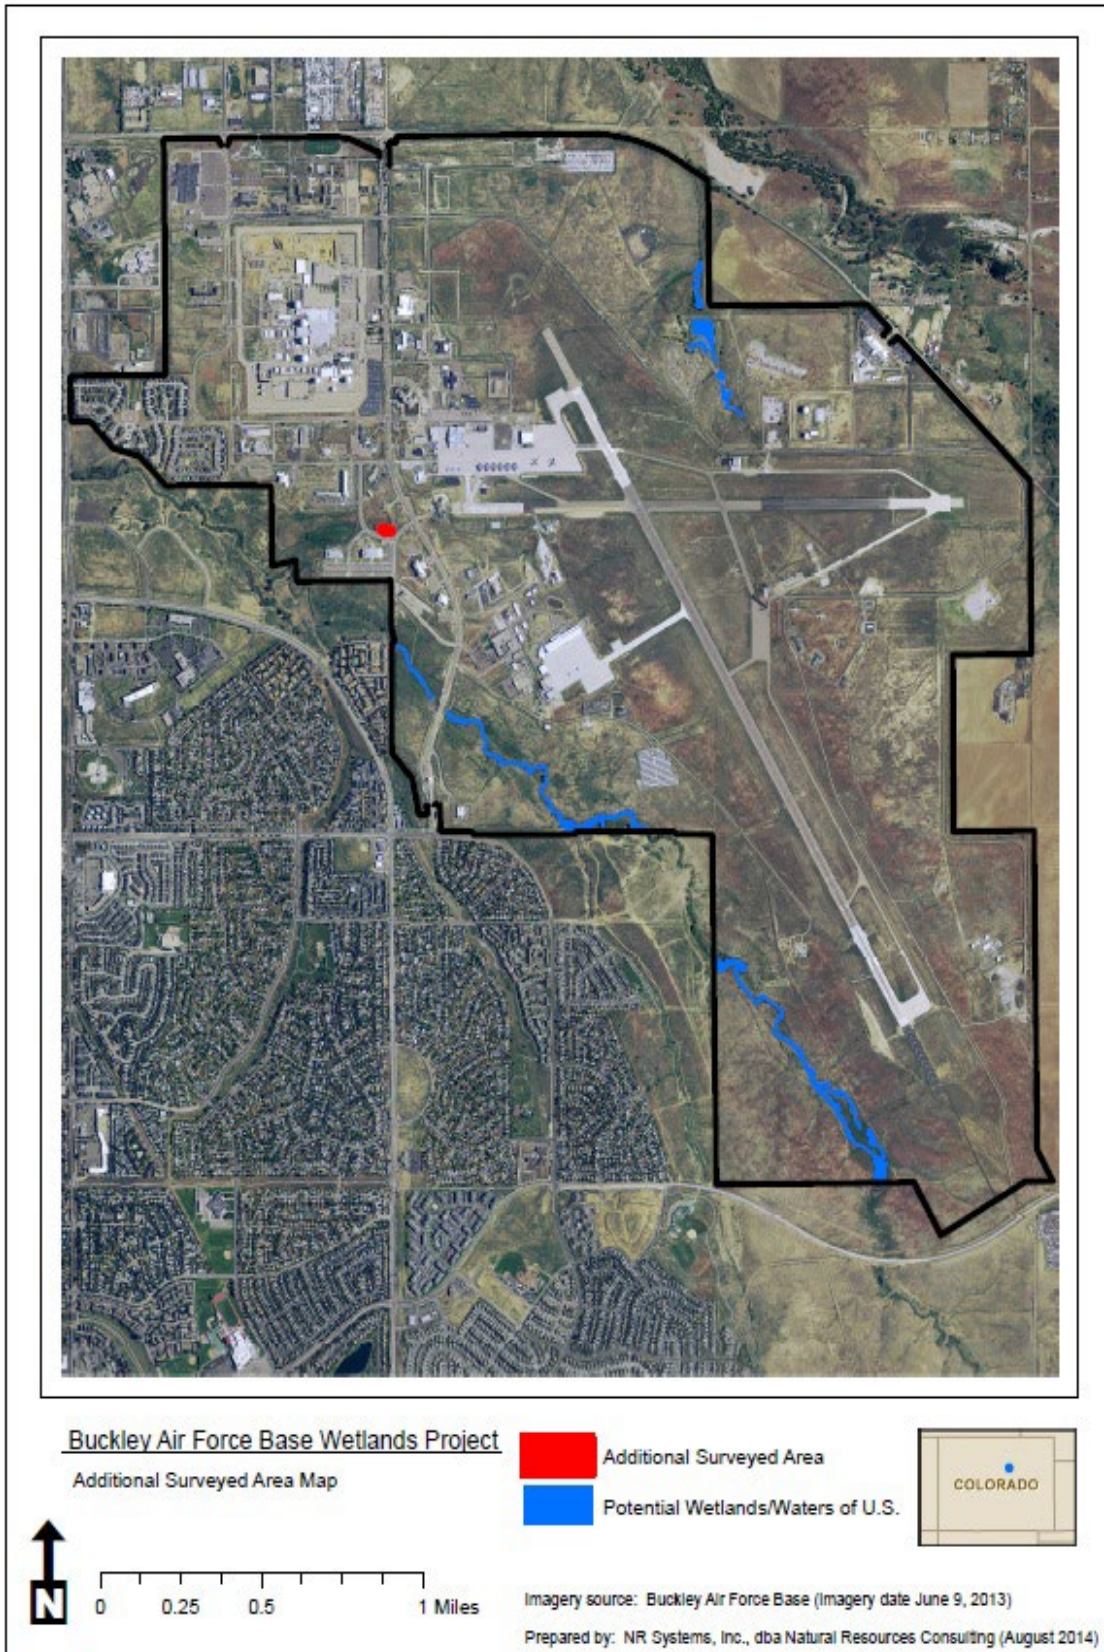 Buckley Air Force Base Wetlands Project
Additional Surveyed Area Map
Additional Surveyed Area
Potential Wetlands/Waters of U.S.
COLORADO
N
0 0.25 0.5 1 Miles
Imagery source: Buckley Air Force Base (Imagery date June 9, 2013)
Prepared by: NR Systems, Inc., dba Natural Resources Consulting (August 2014)